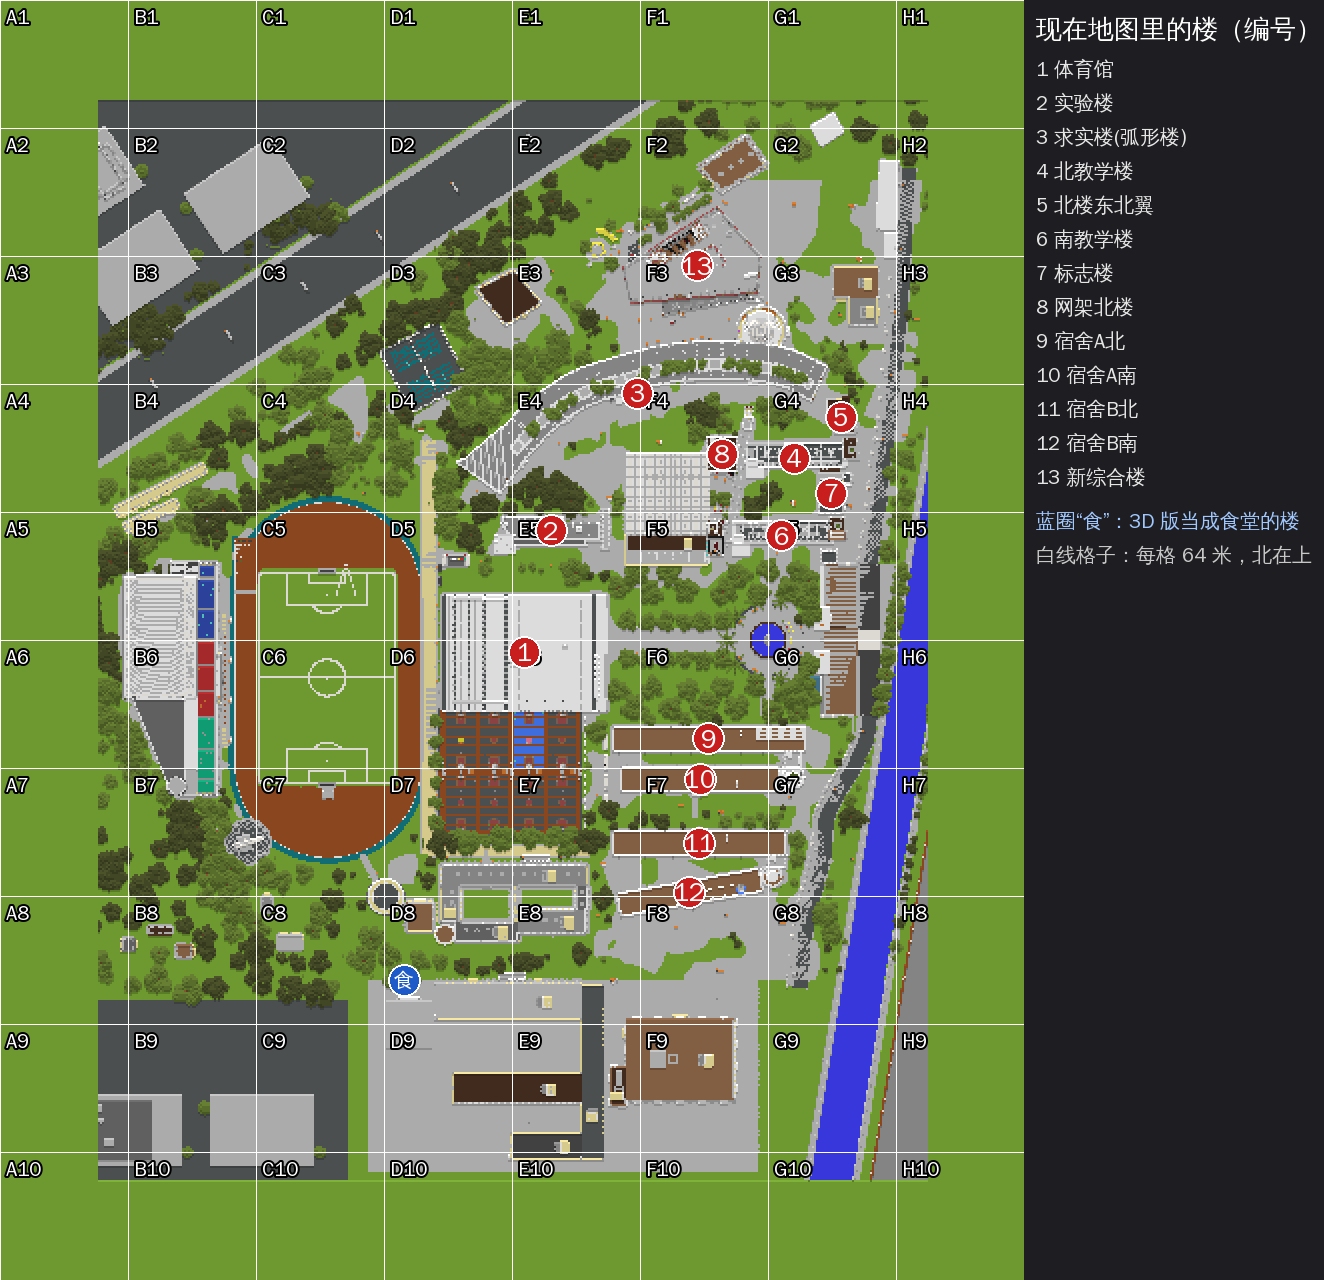 A1 B1 C1 D1 E1 F1 G1 H1
A2 B2 C2 D2 E2 F2 G2 H2
A3 B3 C3 D3 E3 F3 G3 H3
13
A4 B4 C4 D4 E4 F4 G4 H4
3
5
8
4
7
A5 B5 C5 D5 E5 F5 G5 H5
2
6
A6 B6 C6 D6 F6 G6 H6
1
9
A7 B7 C7 D7 E7 F7 G7 H7
10
11
12
A8 B8 C8 D8 E8 F8 G8 H8
食
A9 B9 C9 D9 E9 F9 G9 H9
A10 B10 C10 D10 E10 F10 G10 H10
现在地图里的楼（编号）
1 体育馆
2 实验楼
3 求实楼(弧形楼)
4 北教学楼
5 北楼东北翼
6 南教学楼
7 标志楼
8 网架北楼
9 宿舍A北
10 宿舍A南
11 宿舍B北
12 宿舍B南
13 新综合楼
蓝圈“食”：3D 版当成食堂的楼
白线格子：每格 64 米，北在上